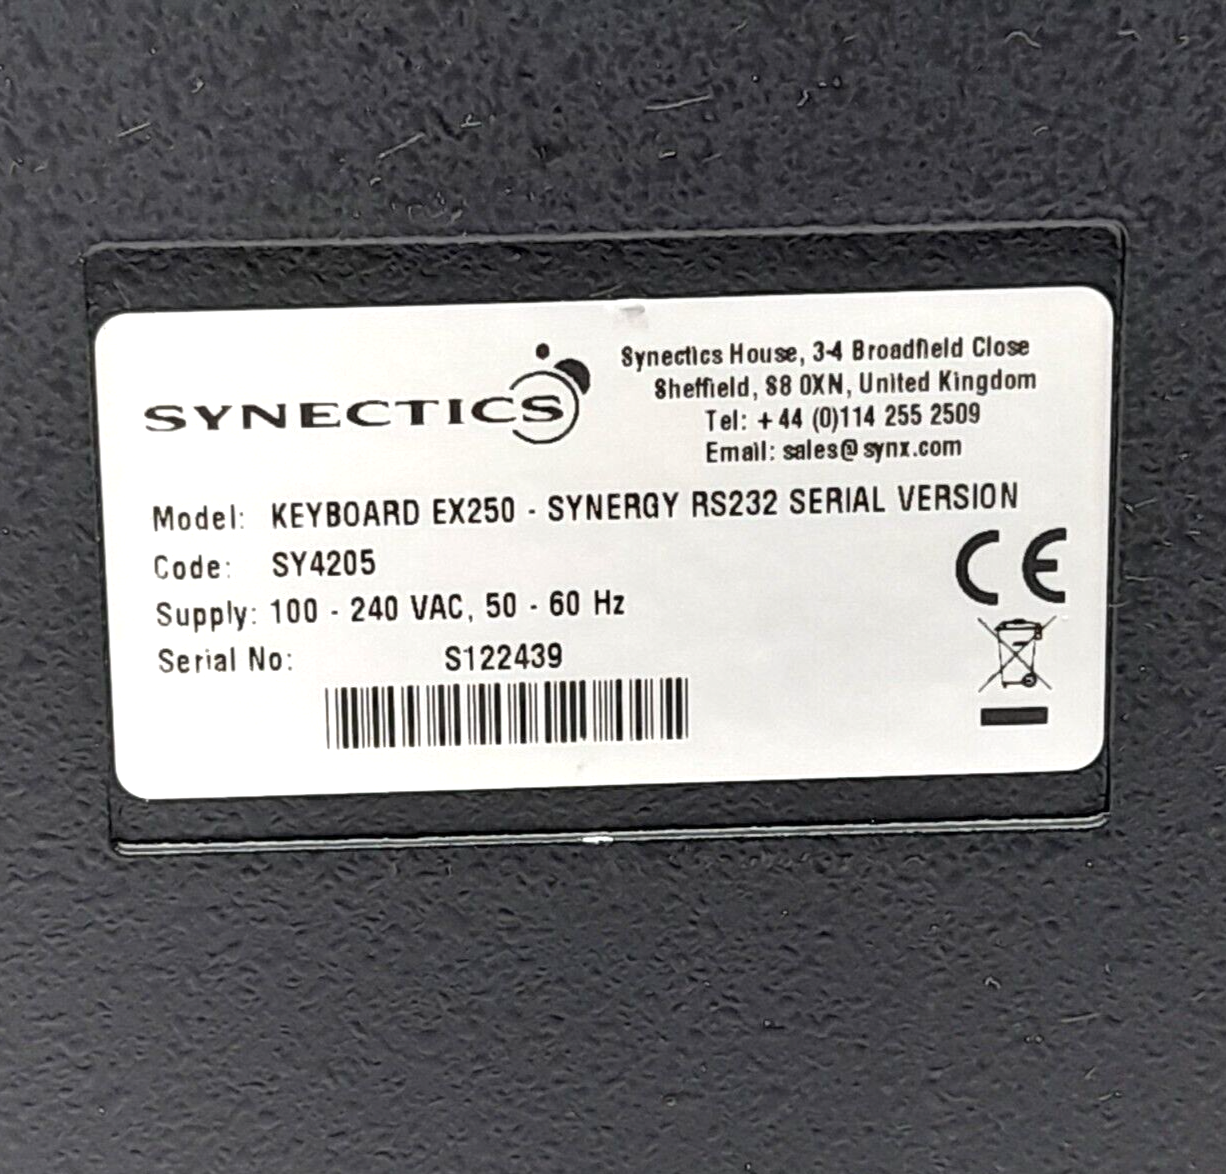 SYNECTICS
Synectics House, 3-4 Broadfield Close
Sheffield, S8 0XN, United Kingdom
Tel: +44 (0)114 255 2509
Email: sales@synx.com
Model: KEYBOARD EX250 - SYNERGY RS232 SERIAL VERSION
Code: SY4205
Supply: 100 - 240 VAC, 50 - 60 Hz
Serial No: S122439
CE